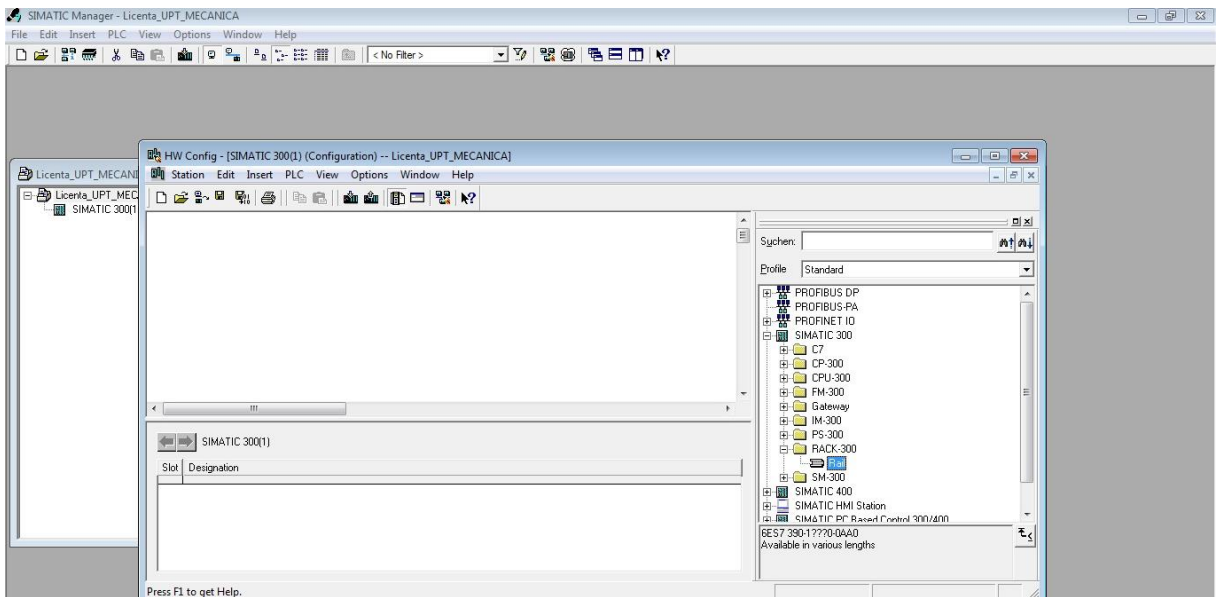 SIMATIC Manager - Licenta_UPT_MECANICA
File Edit Insert PLC View Options Window Help
< No Filter >
HW Config - [SIMATIC 300(1) (Configuration) -- Licenta_UPT_MECANICA]
Station Edit Insert PLC View Options Window Help
Licenta_UPT_MECANI
Licenta_UPT_MEC
SIMATIC 300(1
Suchen:
Profile Standard
PROFIBUS DP
PROFIBUS-PA
PROFINET IO
SIMATIC 300
C7
CP-300
CPU-300
FM-300
Gateway
IM-300
PS-300
RACK-300
Rail
SM-300
SIMATIC 400
SIMATIC HMI Station
SIMATIC PC Based Control 300/400
SIMATIC 300(1)
Slot Designation
6ES7 390-1???0-0AA0
Available in various lengths
Press F1 to get Help.